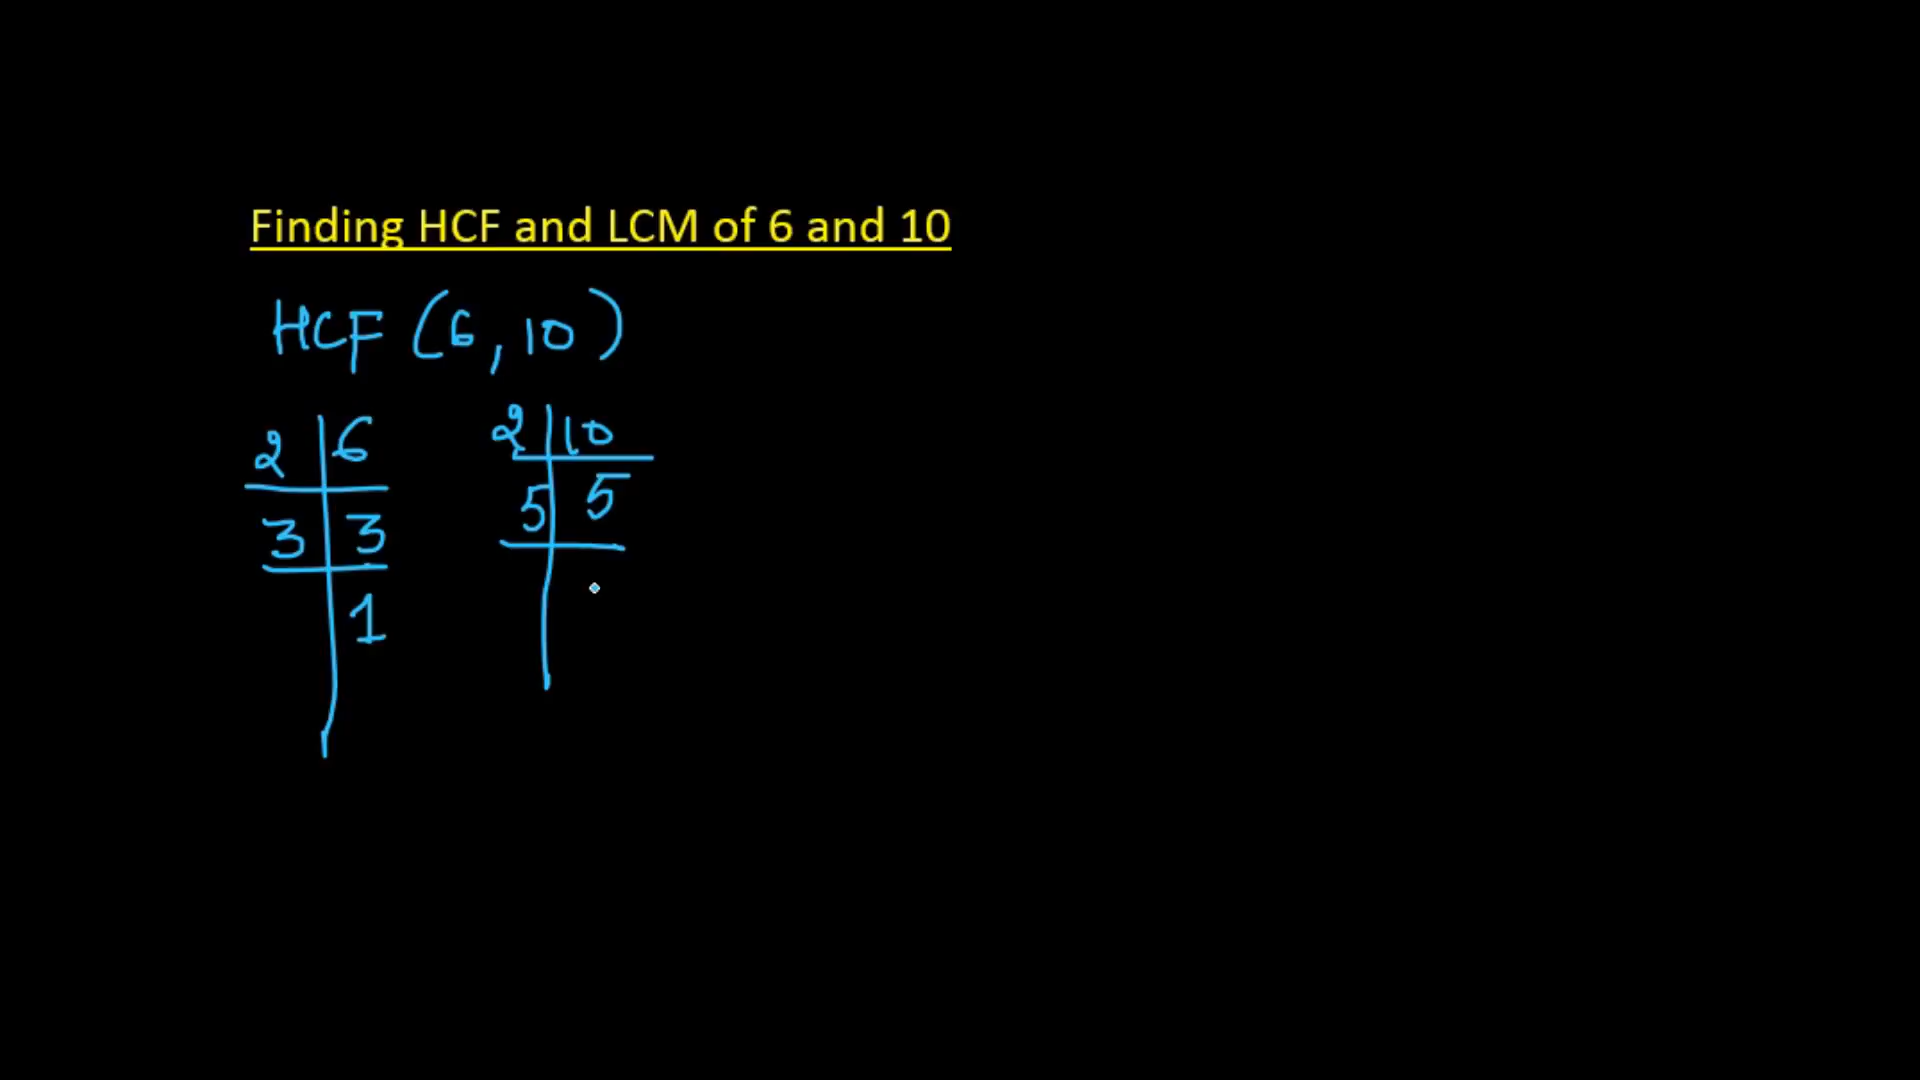 Finding HCF and LCM of 6 and 10
HCF (6, 10)
2 | 6
3 | 3
1
2 | 10
5 | 5